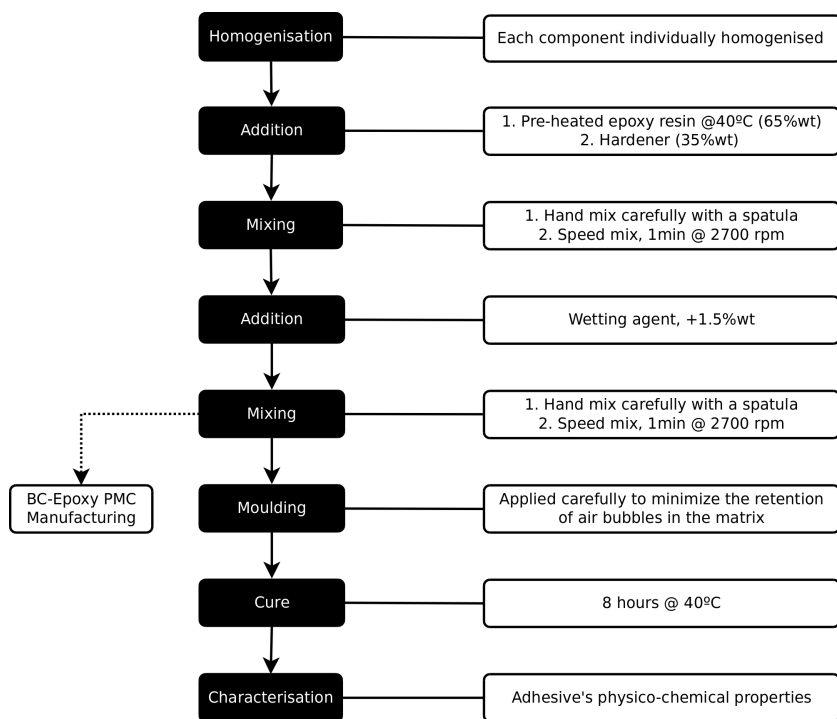 Homogenisation
Each component individually homogenised
Addition
1. Pre-heated epoxy resin @40ºC (65%wt)
2. Hardener (35%wt)
Mixing
1. Hand mix carefully with a spatula
2. Speed mix, 1min @ 2700 rpm
Addition
Wetting agent, +1.5%wt
Mixing
1. Hand mix carefully with a spatula
2. Speed mix, 1min @ 2700 rpm
BC-Epoxy PMC
Manufacturing
Moulding
Applied carefully to minimize the retention
of air bubbles in the matrix
Cure
8 hours @ 40ºC
Characterisation
Adhesive's physico-chemical properties